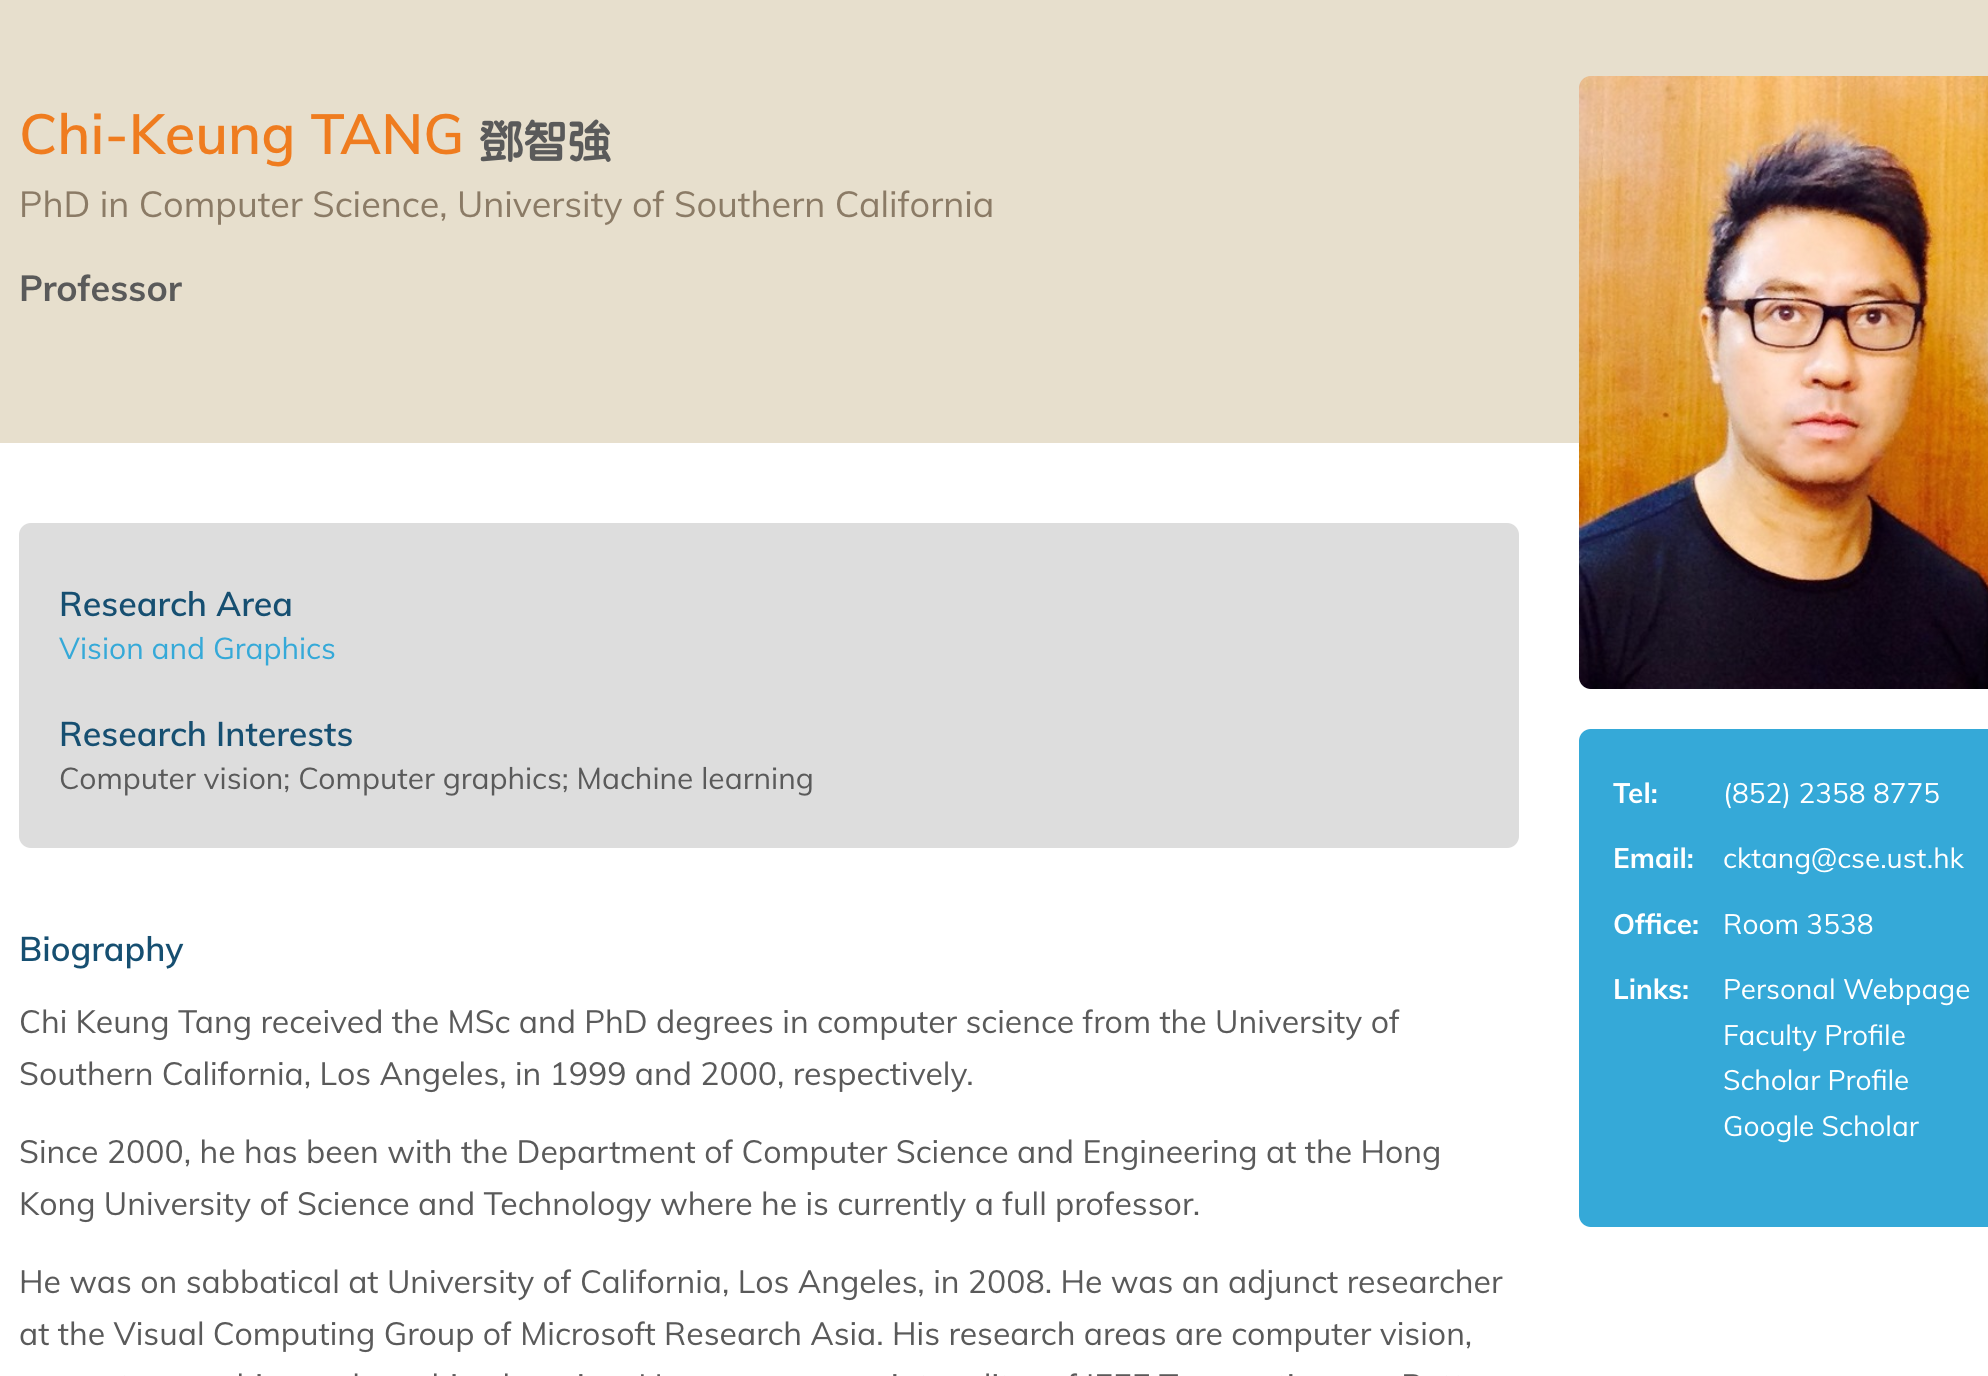 Chi-Keung TANG 鄧智強
PhD in Computer Science, University of Southern California
Professor
Research Area
Vision and Graphics
Research Interests
Computer vision; Computer graphics; Machine learning
Biography
Chi Keung Tang received the MSc and PhD degrees in computer science from the University of
Southern California, Los Angeles, in 1999 and 2000, respectively.
Since 2000, he has been with the Department of Computer Science and Engineering at the Hong
Kong University of Science and Technology where he is currently a full professor.
He was on sabbatical at University of California, Los Angeles, in 2008. He was an adjunct researcher
at the Visual Computing Group of Microsoft Research Asia. His research areas are computer vision,
Tel: (852) 2358 8775
Email: cktang@cse.ust.hk
Office: Room 3538
Links: Personal Webpage
Faculty Profile
Scholar Profile
Google Scholar